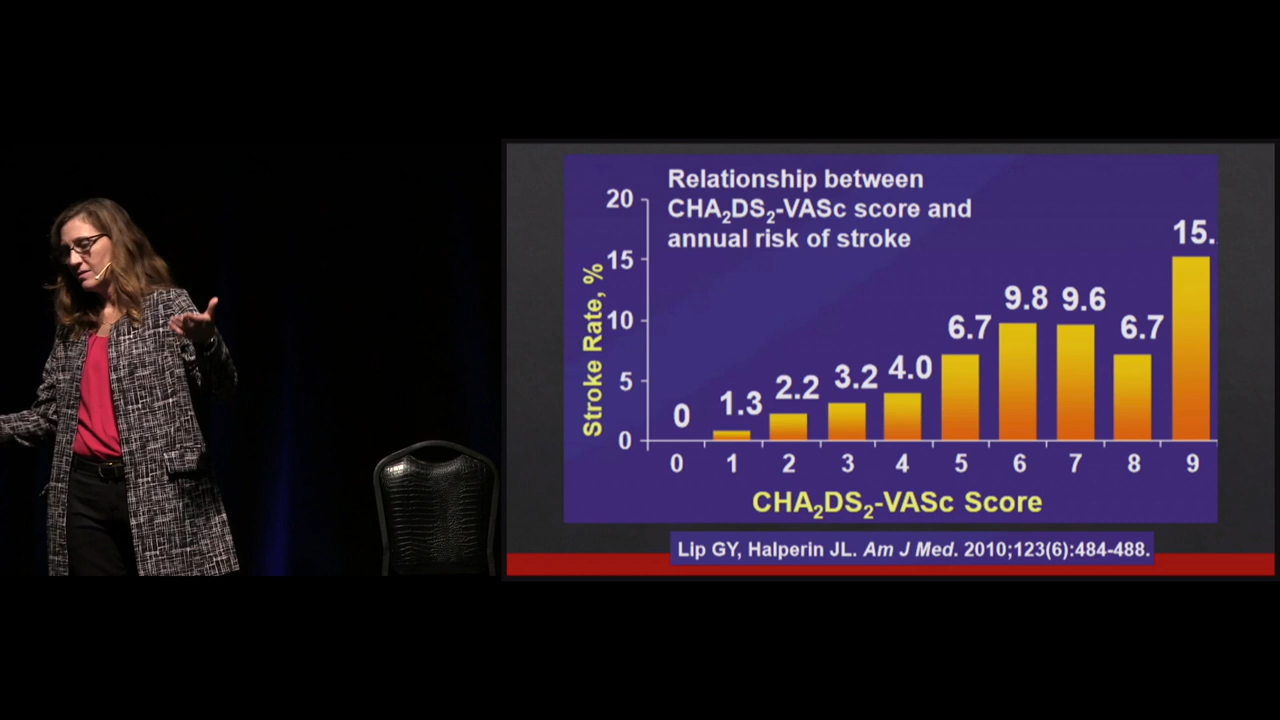 Relationship between
CHA₂DS₂-VASc score and
annual risk of stroke
Stroke Rate, %
20
15
10
5
0
0
1.3
2.2
3.2
4.0
6.7
9.8
9.6
6.7
15.
0 1 2 3 4 5 6 7 8 9
CHA₂DS₂-VASc Score
Lip GY, Halperin JL. Am J Med. 2010;123(6):484-488.